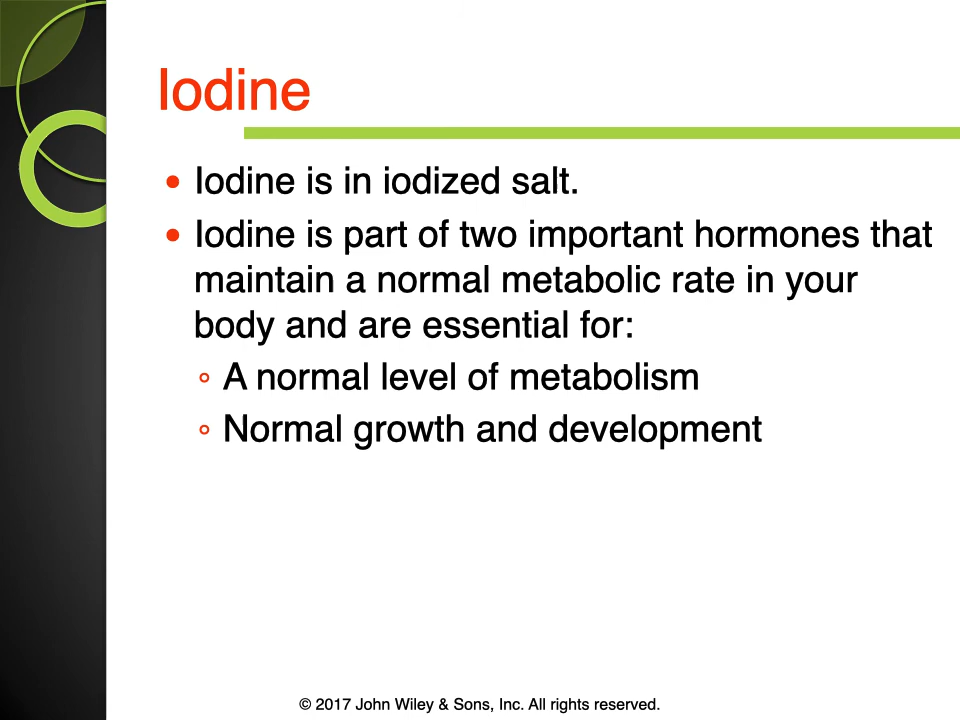 Iodine
• Iodine is in iodized salt.
• Iodine is part of two important hormones that
maintain a normal metabolic rate in your
body and are essential for:
◦ A normal level of metabolism
◦ Normal growth and development
© 2017 John Wiley & Sons, Inc. All rights reserved.